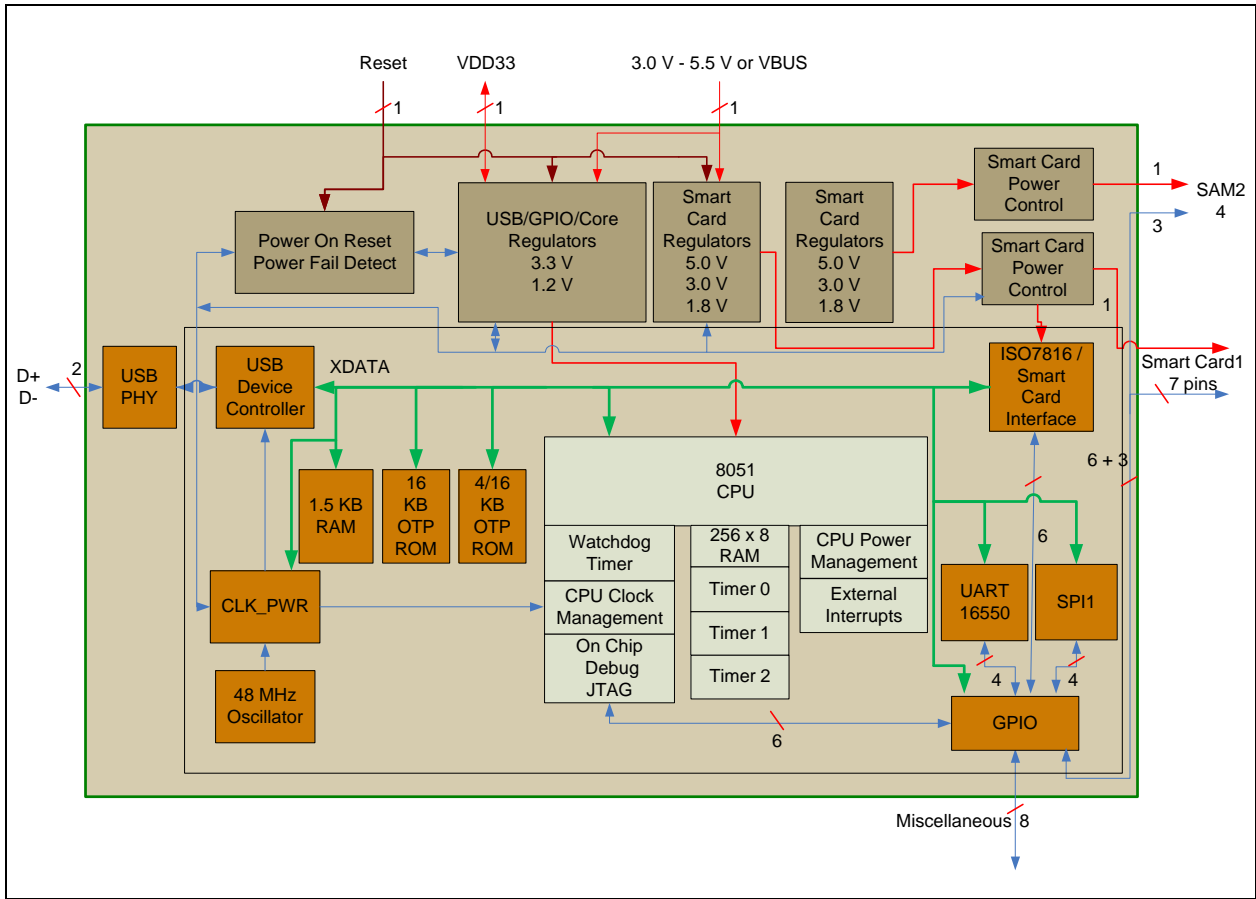 Reset
VDD33
3.0 V - 5.5 V or VBUS
1
1
1
Power On Reset
Power Fail Detect
USB/GPIO/Core
Regulators
3.3 V
1.2 V
Smart
Card
Regulators
5.0 V
3.0 V
1.8 V
Smart
Card
Regulators
5.0 V
3.0 V
1.8 V
Smart Card
Power
Control
1
SAM2
4
3
Smart Card
Power
Control
1
D+
D-
2
USB
PHY
USB
Device
Controller
XDATA
ISO7816 /
Smart
Card
Interface
Smart Card1
7 pins
1.5 KB
RAM
16
KB
OTP
ROM
4/16
KB
OTP
ROM
8051
CPU
6 + 3
Watchdog
Timer
CPU Clock
Management
On Chip
Debug
JTAG
256 x 8
RAM
Timer 0
Timer 1
Timer 2
CPU Power
Management
External
Interrupts
6
UART
16550
SPI1
CLK_PWR
48 MHz
Oscillator
4
4
6
GPIO
Miscellaneous
8